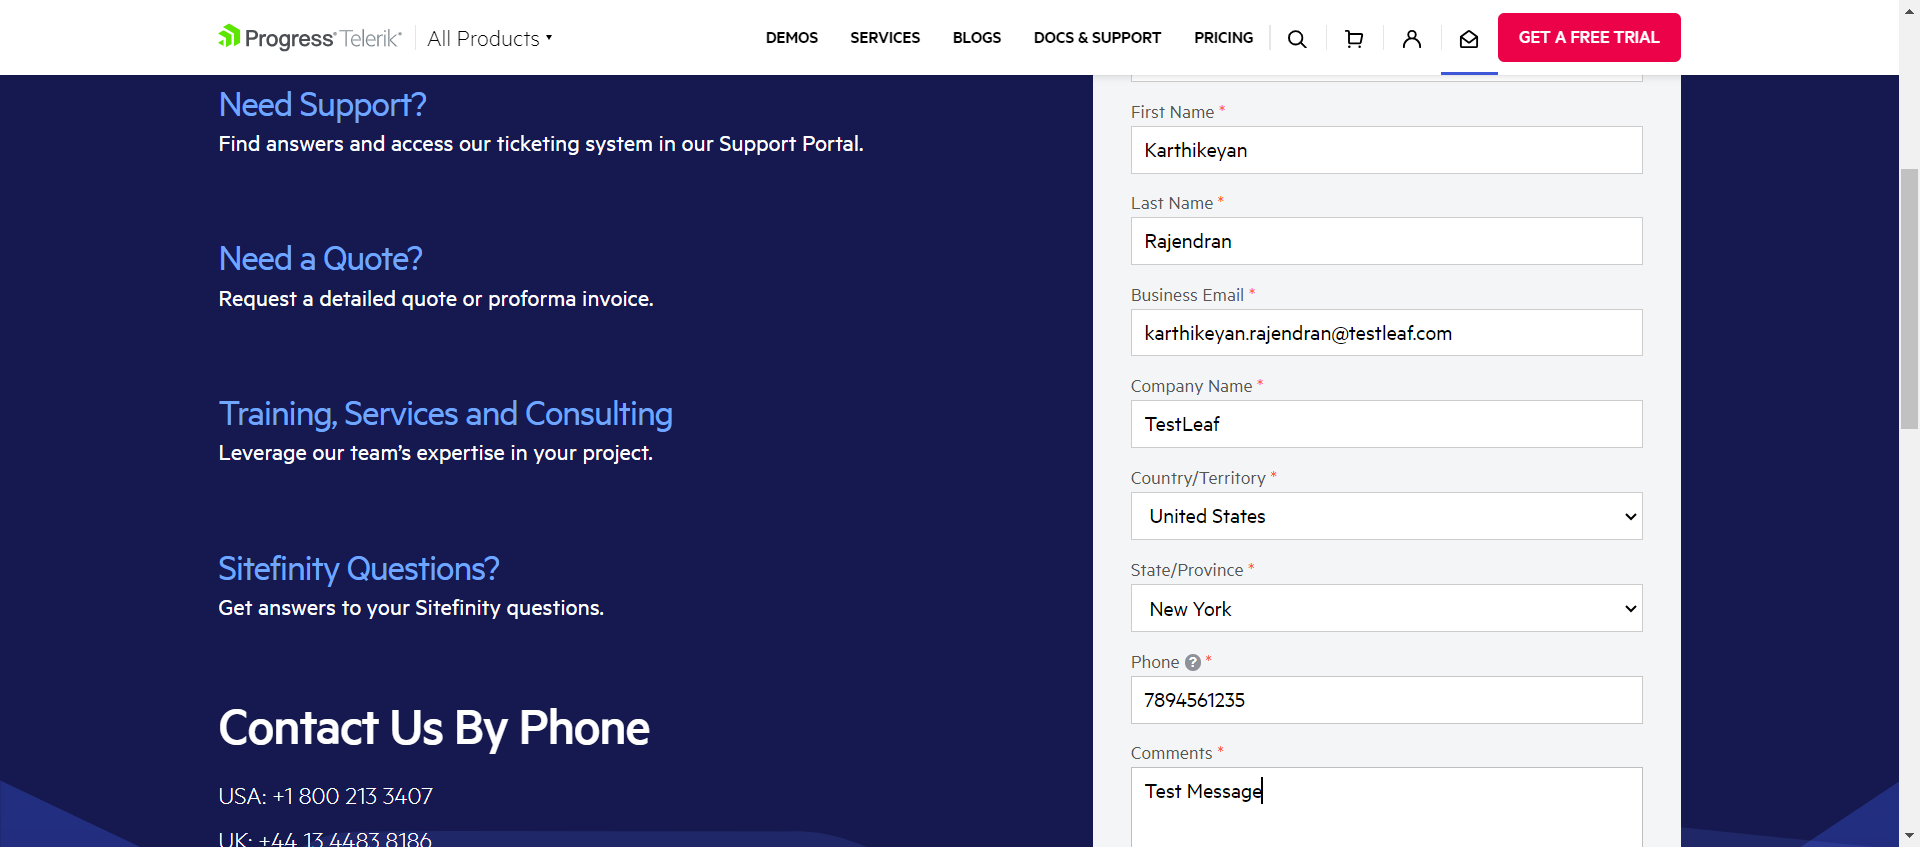 Progress Telerik All Products DEMOS SERVICES BLOGS DOCS & SUPPORT PRICING GET A FREE TRIAL
Need Support?
Find answers and access our ticketing system in our Support Portal.
Need a Quote?
Request a detailed quote or proforma invoice.
Training, Services and Consulting
Leverage our team’s expertise in your project.
Sitefinity Questions?
Get answers to your Sitefinity questions.
Contact Us By Phone
USA: +1 800 213 3407
UK: +44 13 4483 8186
First Name *
Karthikeyan
Last Name *
Rajendran
Business Email *
karthikeyan.rajendran@testleaf.com
Company Name *
TestLeaf
Country/Territory *
United States
State/Province *
New York
Phone ? *
7894561235
Comments *
Test Message